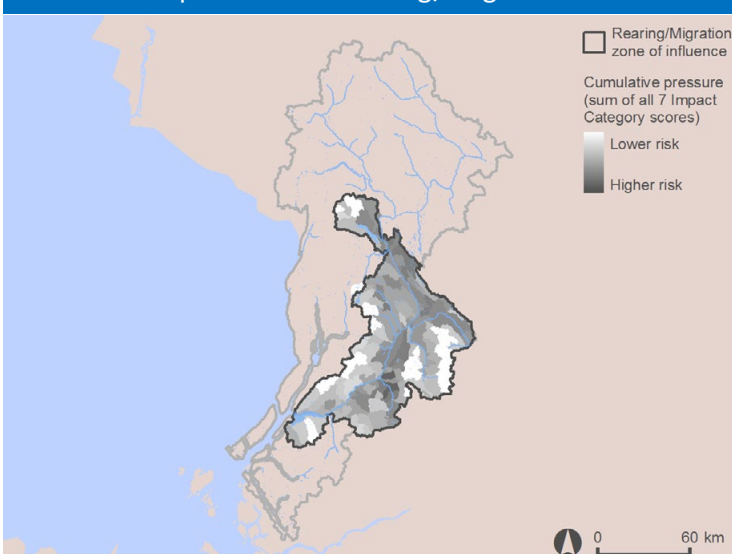 Rearing/Migration
zone of influence
Cumulative pressure
(sum of all 7 Impact
Category scores)
Lower risk
Higher risk
0 60 km